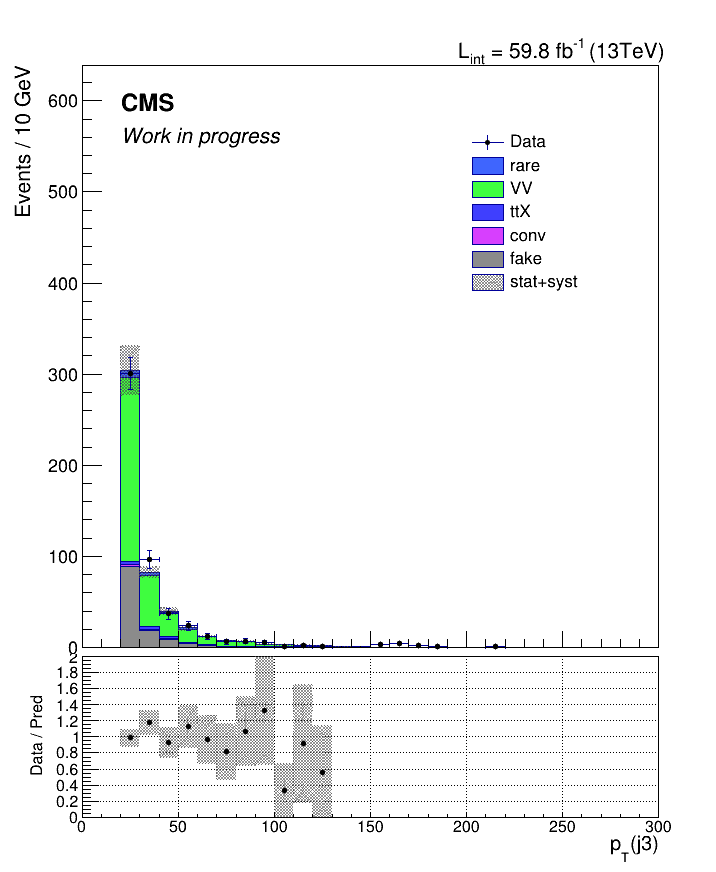 L_int = 59.8 fb^-1 (13TeV)
Events / 10 GeV
CMS
Work in progress
Data
rare
VV
ttX
conv
fake
stat+syst
600
500
400
300
200
100
0
Data / Pred
2
1.8
1.6
1.4
1.2
1
0.8
0.6
0.4
0.2
0
0 50 100 150 200 250 300
p_T(j3)